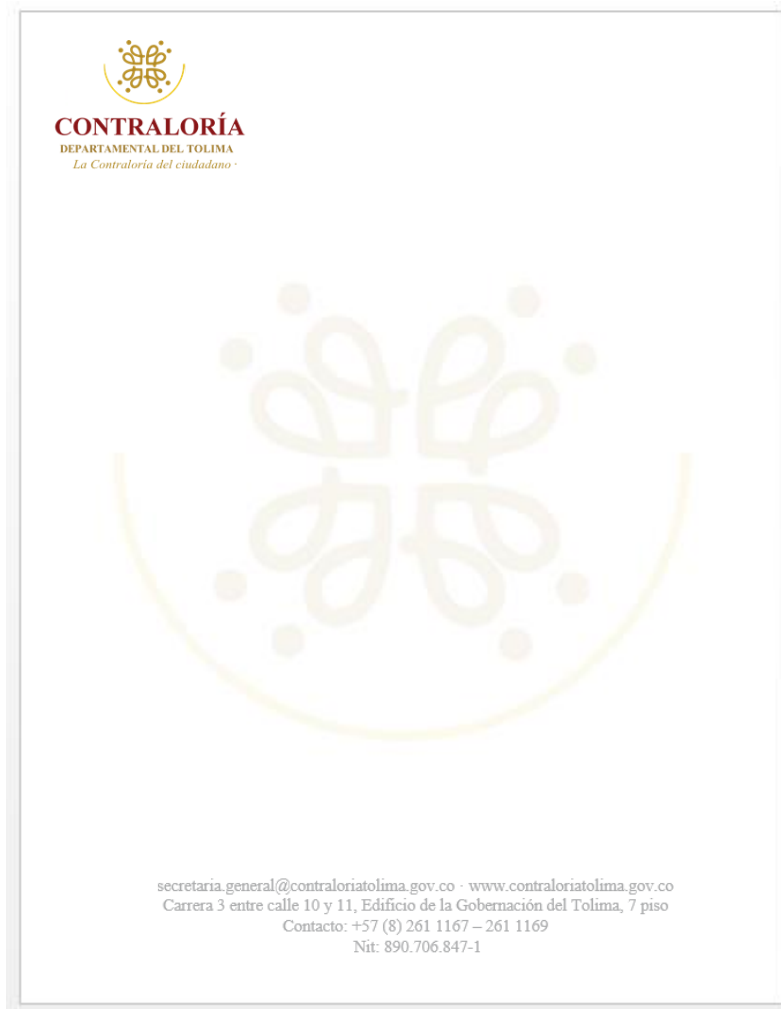 CONTRALORÍA
DEPARTAMENTAL DEL TOLIMA
La Contraloría del ciudadano ·
secretaria.general@contraloriatolima.gov.co · www.contraloriatolima.gov.co
Carrera 3 entre calle 10 y 11, Edificio de la Gobernación del Tolima, 7 piso
Contacto: +57 (8) 261 1167 – 261 1169
Nit: 890.706.847-1